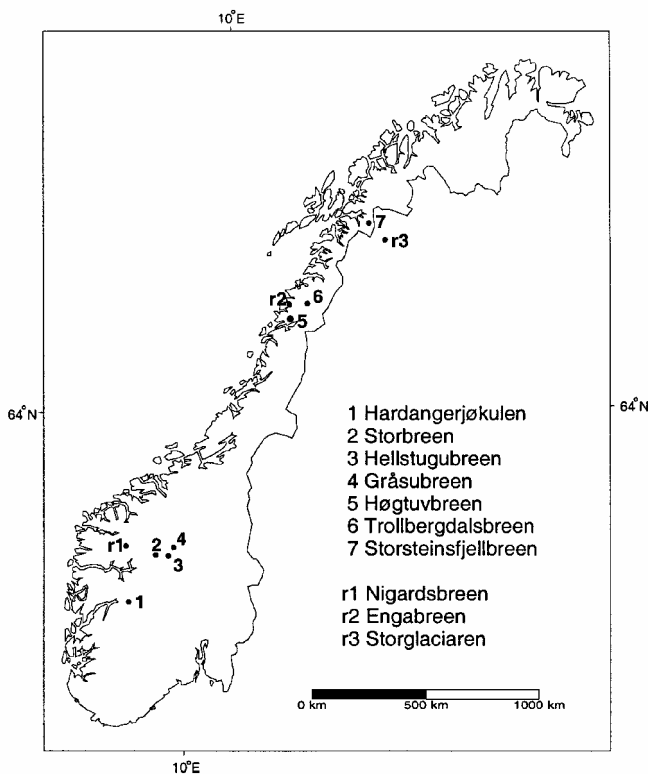 10°E
7
r3
r2
6
5
64°N
64°N
1 Hardangerjøkulen
2 Storbreen
3 Hellstugubreen
4 Gråsubreen
5 Høgtuvbreen
6 Trollbergdalsbreen
7 Storsteinsfjellbreen
r1
2
4
3
r1 Nigardsbreen
r2 Engabreen
r3 Storglaciaren
1
0 km
500 km
1000 km
10°E